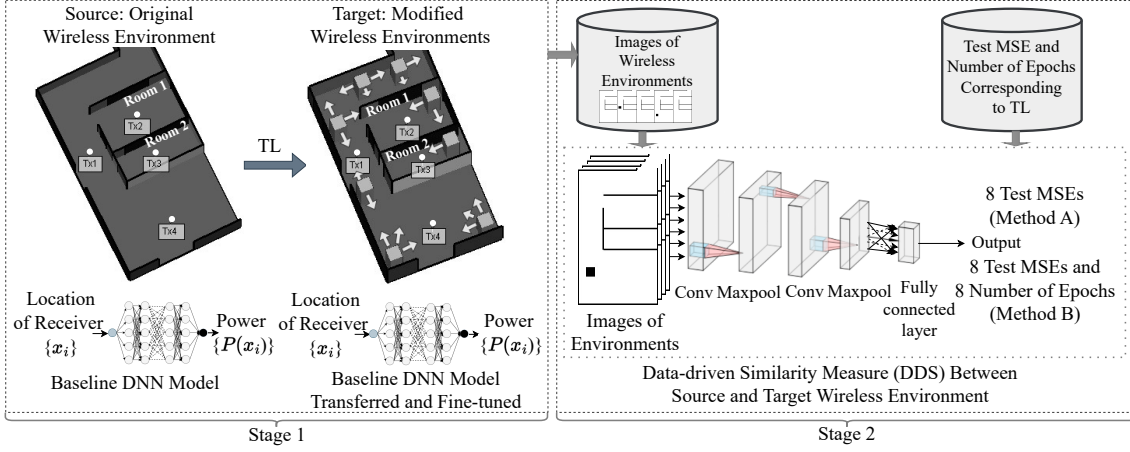 Source: Original
Wireless Environment
Room 1
Tx2
Room 2
Tx1
Tx3
Tx4
TL
Target: Modified
Wireless Environments
Room 1
Tx2
Room 2
Tx1
Tx3
Tx4
Location
of Receiver
{x_i}
Power
{P(x_i)}
Baseline DNN Model
Location
of Receiver
{x_i}
Power
{P(x_i)}
Baseline DNN Model
Transferred and Fine-tuned
Stage 1
Images of
Wireless
Environments
Test MSE and
Number of Epochs
Corresponding
to TL
Conv Maxpool Conv Maxpool
Fully
connected
layer
Images of
Environments
8 Test MSEs
(Method A)
Output
8 Test MSEs and
8 Number of Epochs
(Method B)
Data-driven Similarity Measure (DDS) Between
Source and Target Wireless Environment
Stage 2